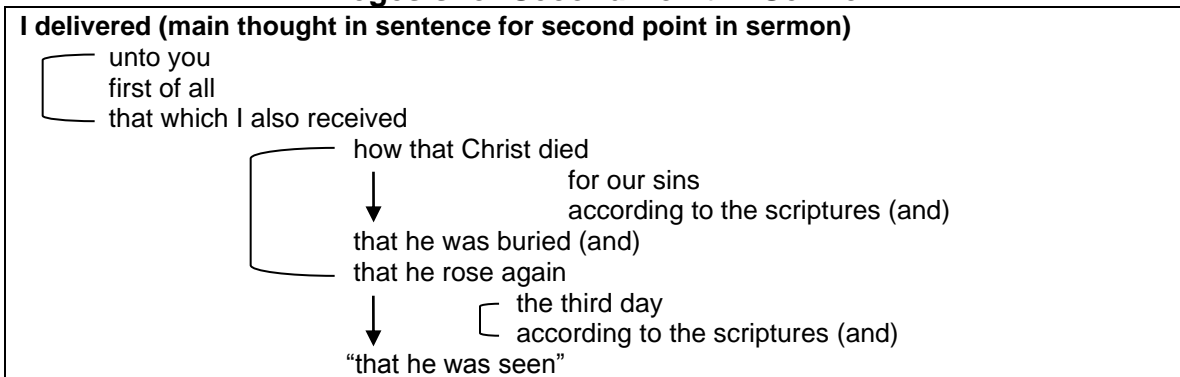 I delivered (main thought in sentence for second point in sermon)
unto you
first of all
that which I also received
how that Christ died
for our sins
according to the scriptures (and)
that he was buried (and)
that he rose again
the third day
according to the scriptures (and)
“that he was seen”